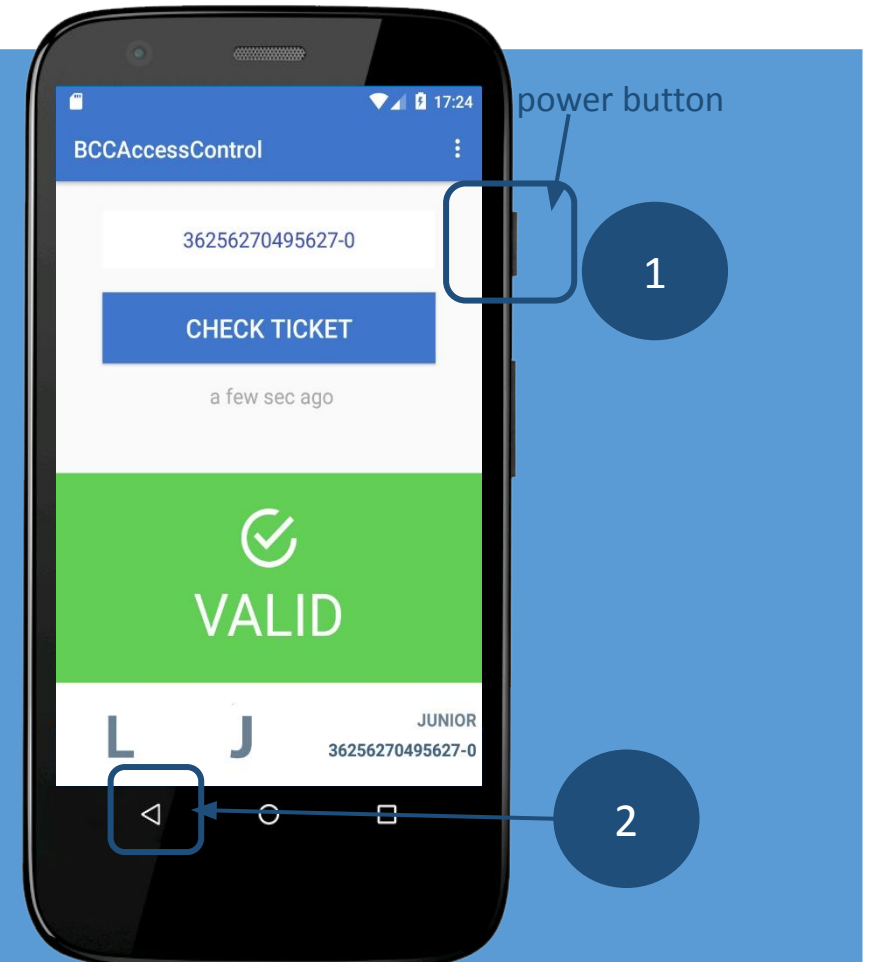 17:24
power button
BCCAccessControl
36256270495627-0
1
CHECK TICKET
a few sec ago
VALID
L J
JUNIOR
36256270495627-0
2